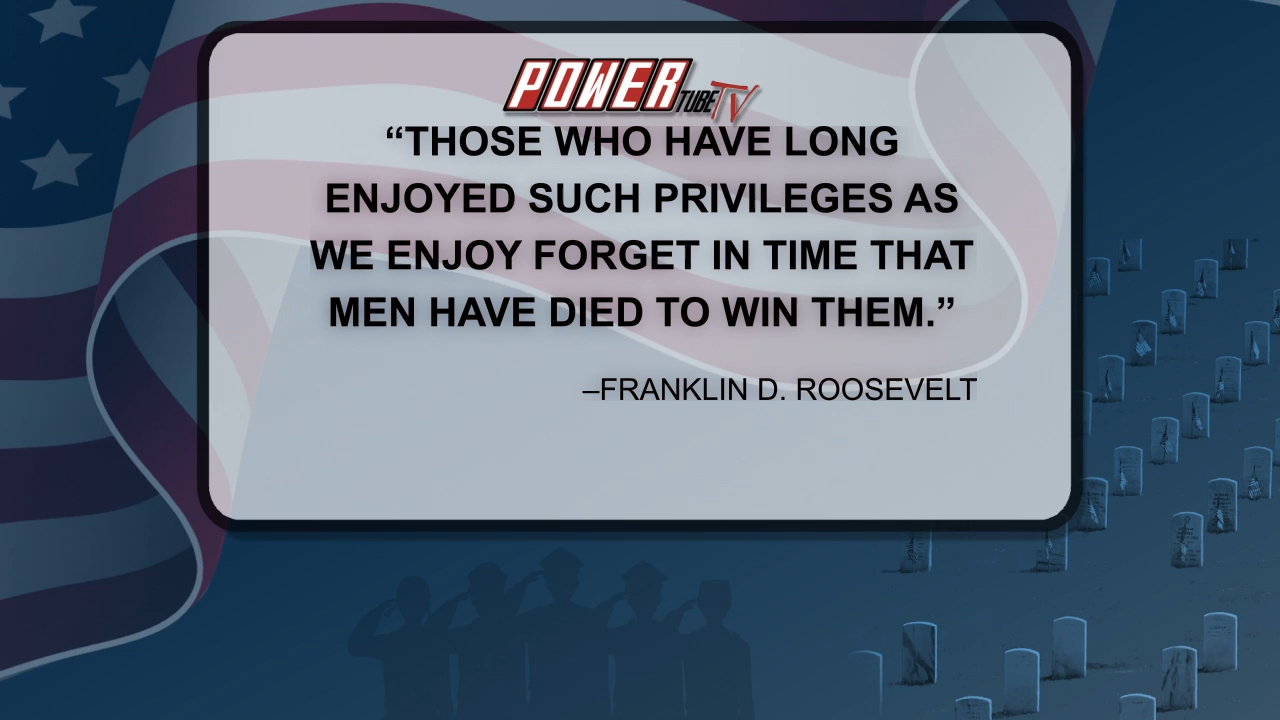 POWER TUBE TV
“THOSE WHO HAVE LONG
ENJOYED SUCH PRIVILEGES AS
WE ENJOY FORGET IN TIME THAT
MEN HAVE DIED TO WIN THEM.”
–FRANKLIN D. ROOSEVELT